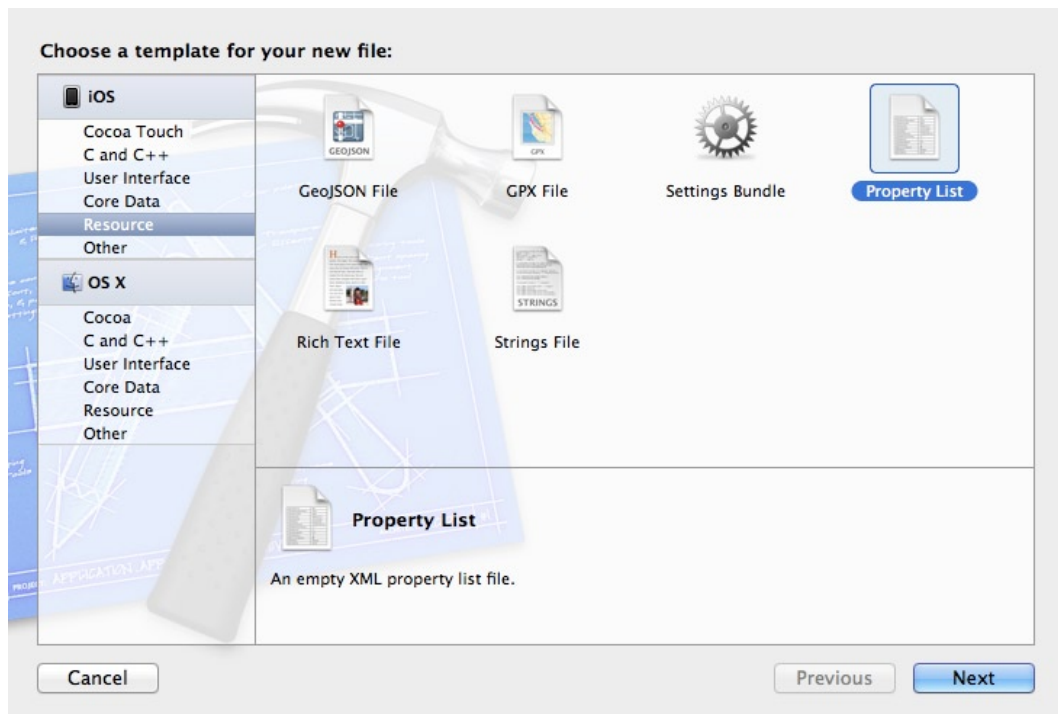 Choose a template for your new file:
iOS
Cocoa Touch
C and C++
User Interface
Core Data
Resource
Other
OS X
Cocoa
C and C++
User Interface
Core Data
Resource
Other
GEOJSON
GeoJSON File
GPX
GPX File
Settings Bundle
Property List
Rich Text File
STRINGS
Strings File
Property List
An empty XML property list file.
Cancel
Previous
Next